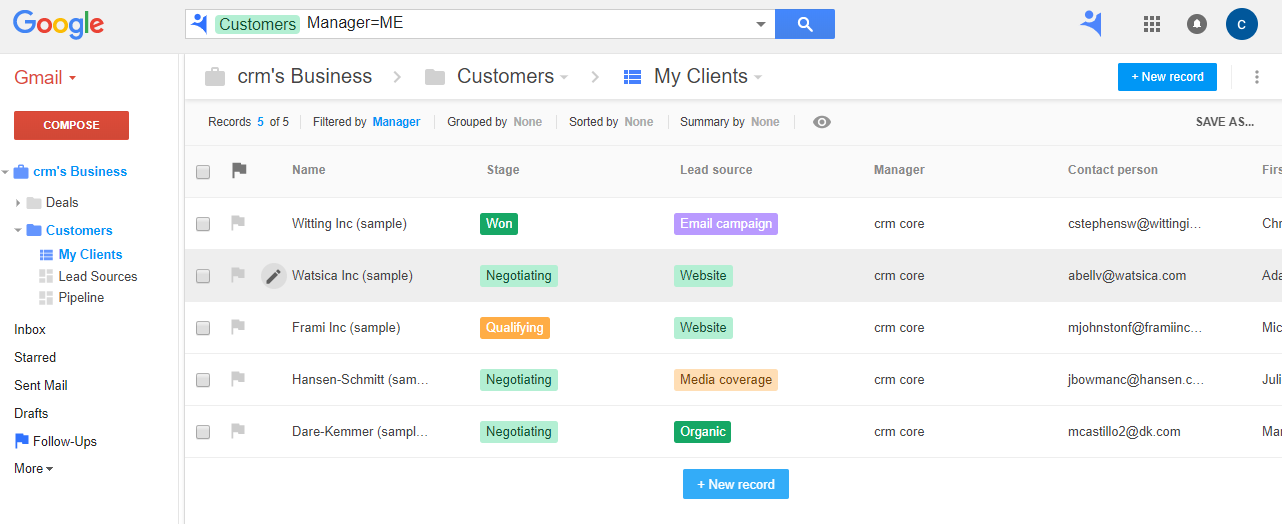 Google Customers Manager=ME C
Gmail crm's Business Customers My Clients + New record
COMPOSE Records 5 of 5 Filtered by Manager Grouped by None Sorted by None Summary by None SAVE AS...
crm's Business
Deals
Customers
My Clients
Lead Sources
Pipeline
Inbox
Starred
Sent Mail
Drafts
Follow-Ups
More
Name Stage Lead source Manager Contact person Firs
Witting Inc (sample) Won Email campaign crm core cstephensw@wittingi... Chr
Watsica Inc (sample) Negotiating Website crm core abellv@watsica.com Ada
Frami Inc (sample) Qualifying Website crm core mjohnstonf@framiinc... Mic
Hansen-Schmitt (sam... Negotiating Media coverage crm core jbowmanc@hansen.c... Juli
Dare-Kemmer (sampl... Negotiating Organic crm core mcastillo2@dk.com Mar
+ New record